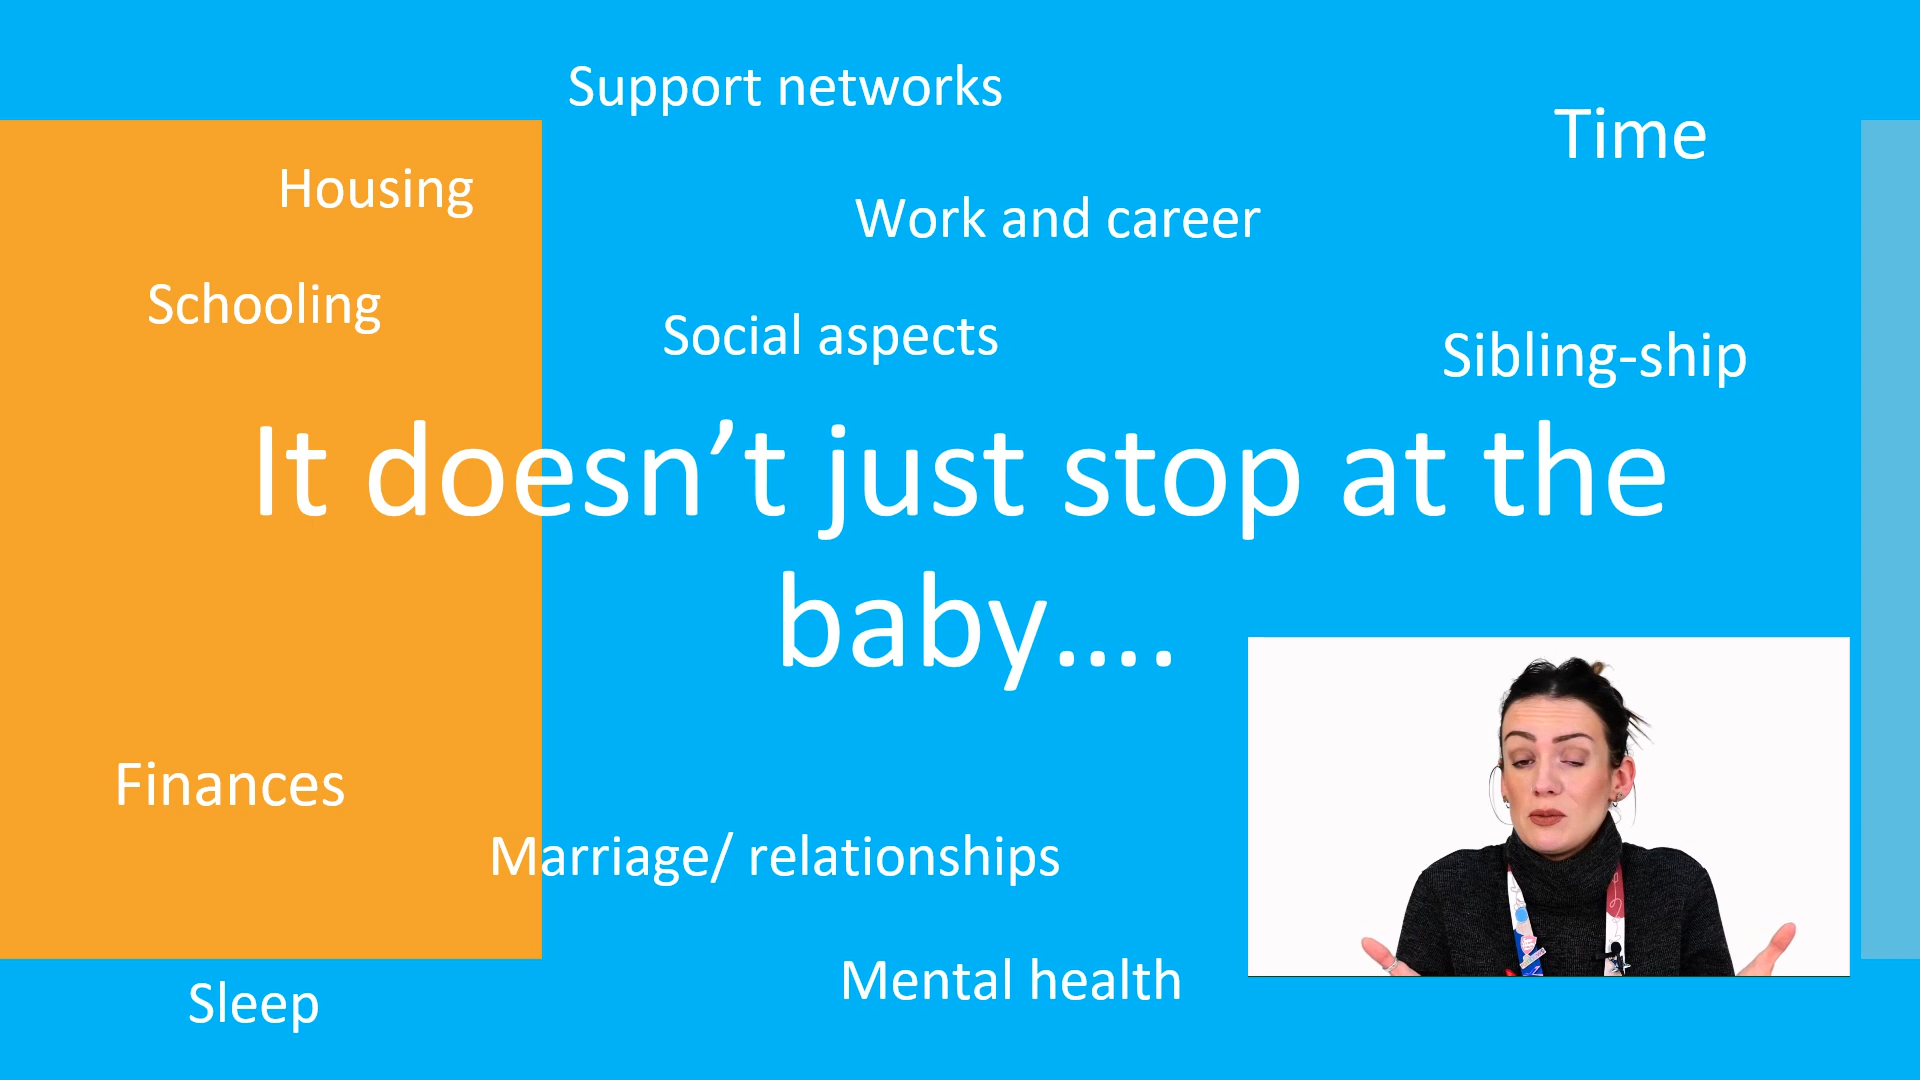 Support networks
Time
Housing
Work and career
Schooling
Social aspects
Sibling-ship
It doesn’t just stop at the
baby….
Finances
Marriage/ relationships
Mental health
Sleep